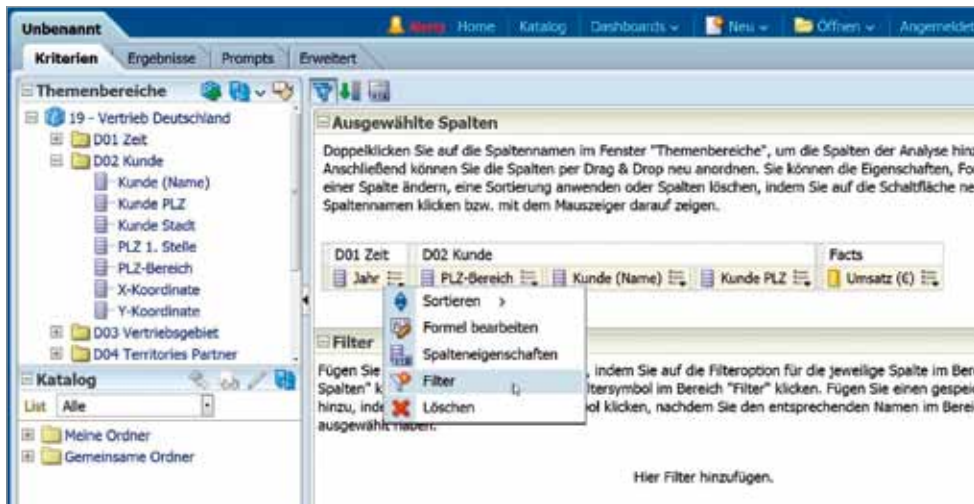 Unbenannt
Alerts Home Katalog Dashboards Neu Öffnen Angemeldet
Kriterien Ergebnisse Prompts Erweitert
Themenbereiche
19 - Vertrieb Deutschland
D01 Zeit
D02 Kunde
Kunde (Name)
Kunde PLZ
Kunde Stadt
PLZ 1. Stelle
PLZ-Bereich
X-Koordinate
Y-Koordinate
D03 Vertriebsgebiet
D04 Territories Partner
Katalog
List Alle
Meine Ordner
Gemeinsame Ordner
Ausgewählte Spalten
Doppelklicken Sie auf die Spaltennamen im Fenster "Themenbereiche", um die Spalten der Analyse hinz
Anschließend können Sie die Spalten per Drag & Drop neu anordnen. Sie können die Eigenschaften, Fo
einer Spalte ändern, eine Sortierung anwenden oder Spalten löschen, indem Sie auf die Schaltfläche ne
Spaltennamen klicken bzw. mit dem Mauszeiger darauf zeigen.
D01 Zeit D02 Kunde Facts
Jahr PLZ-Bereich Kunde (Name) Kunde PLZ Umsatz (€)
Sortieren >
Formel bearbeiten
Spalteneigenschaften
Filter
Löschen
Filter
Fügen Sie , indem Sie auf die Filteroption für die jeweilige Spalte im Ber
Spalten" k ltersymbol im Bereich "Filter" klicken. Fügen Sie einen gespei
hinzu, inde ol klicken, nachdem Sie den entsprechenden Namen im Berei
ausgewählt haben.
Hier Filter hinzufügen.